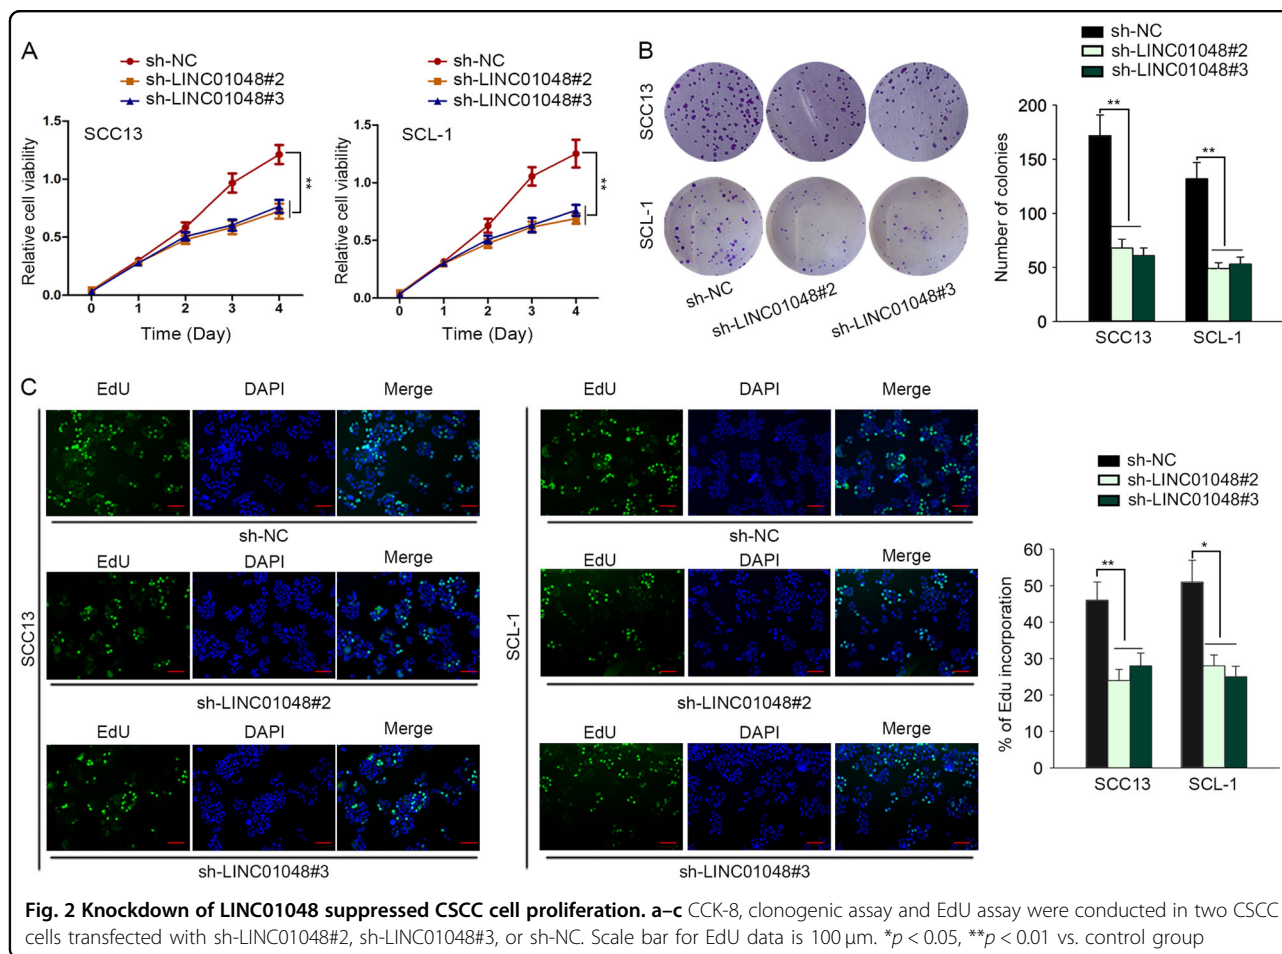 A
sh-NC
sh-LINC01048#2
sh-LINC01048#3
SCC13
Relative cell viability
1.5
1.0
0.5
0.0
0 1 2 3 4
Time (Day)
**
sh-NC
sh-LINC01048#2
sh-LINC01048#3
SCL-1
Relative cell viability
1.5
1.0
0.5
0.0
0 1 2 3 4
Time (Day)
**
B
SCC13
SCL-1
sh-NC
sh-LINC01048#2
sh-LINC01048#3
sh-NC
sh-LINC01048#2
sh-LINC01048#3
Number of colonies
200
150
100
50
0
**
**
SCC13 SCL-1
C
EdU DAPI Merge
sh-NC
EdU DAPI Merge
sh-LINC01048#2
EdU DAPI Merge
sh-LINC01048#3
SCC13
EdU DAPI Merge
sh-NC
EdU DAPI Merge
sh-LINC01048#2
EdU DAPI Merge
sh-LINC01048#3
SCL-1
sh-NC
sh-LINC01048#2
sh-LINC01048#3
% of Edu incorporation
60
50
40
30
20
10
0
**
*
SCC13 SCL-1
Fig. 2 Knockdown of LINC01048 suppressed CSCC cell proliferation. a–c CCK-8, clonogenic assay and EdU assay were conducted in two CSCC
cells transfected with sh-LINC01048#2, sh-LINC01048#3, or sh-NC. Scale bar for EdU data is 100 μm. *p < 0.05, **p < 0.01 vs. control group